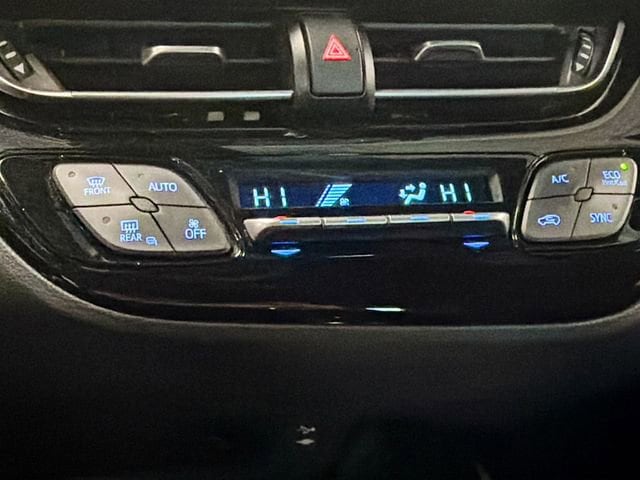 FRONT
AUTO
REAR
OFF
HI
HI
A/C
ECO
SYNC